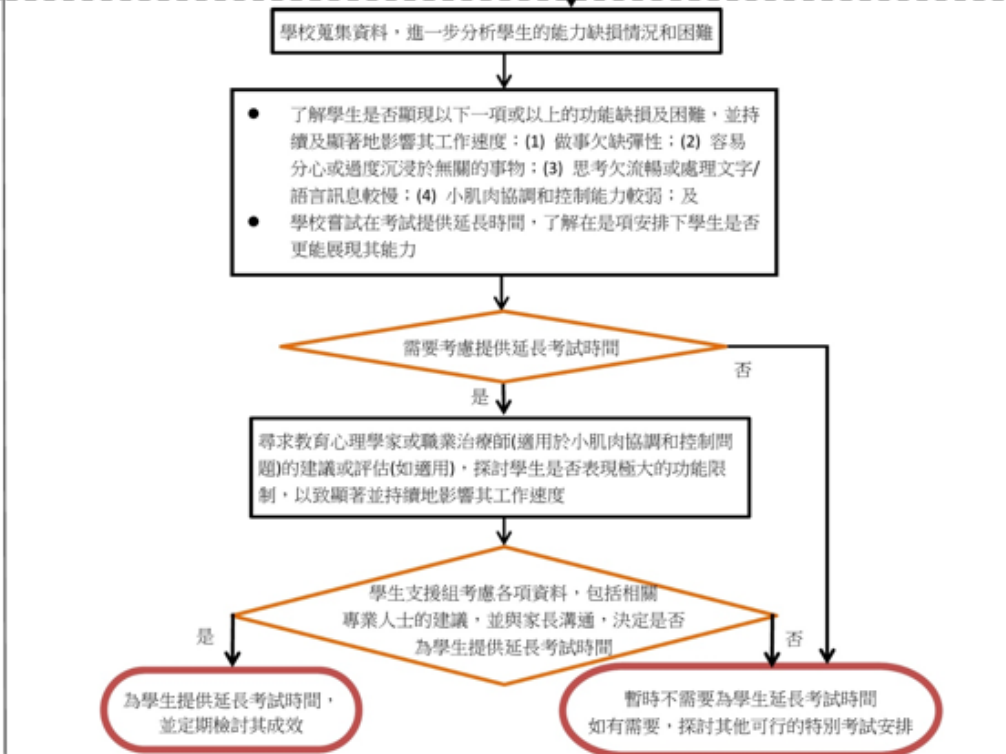 學校蒐集資料，進一步分析學生的能力缺損情況和困難
● 了解學生是否顯現以下一項或以上的功能缺損及困難，並持
續及顯著地影響其工作速度：(1) 做事欠缺彈性；(2) 容易
分心或過度沉浸於無關的事物；(3) 思考欠流暢或處理文字/
語言訊息較慢；(4) 小肌肉協調和控制能力較弱；及
● 學校嘗試在考試提供延長時間，了解在是項安排下學生是否
更能展現其能力
需要考慮提供延長考試時間
否
是
尋求教育心理學家或職業治療師(適用於小肌肉協調和控制問
題)的建議或評估(如適用)，探討學生是否表現極大的功能限
制，以致顯著並持續地影響其工作速度
學生支援組考慮各項資料，包括相關
專業人士的建議，並與家長溝通，決定是否
為學生提供延長考試時間
是
否
為學生提供延長考試時間，
並定期檢討其成效
暫時不需要為學生延長考試時間
如有需要，探討其他可行的特別考試安排